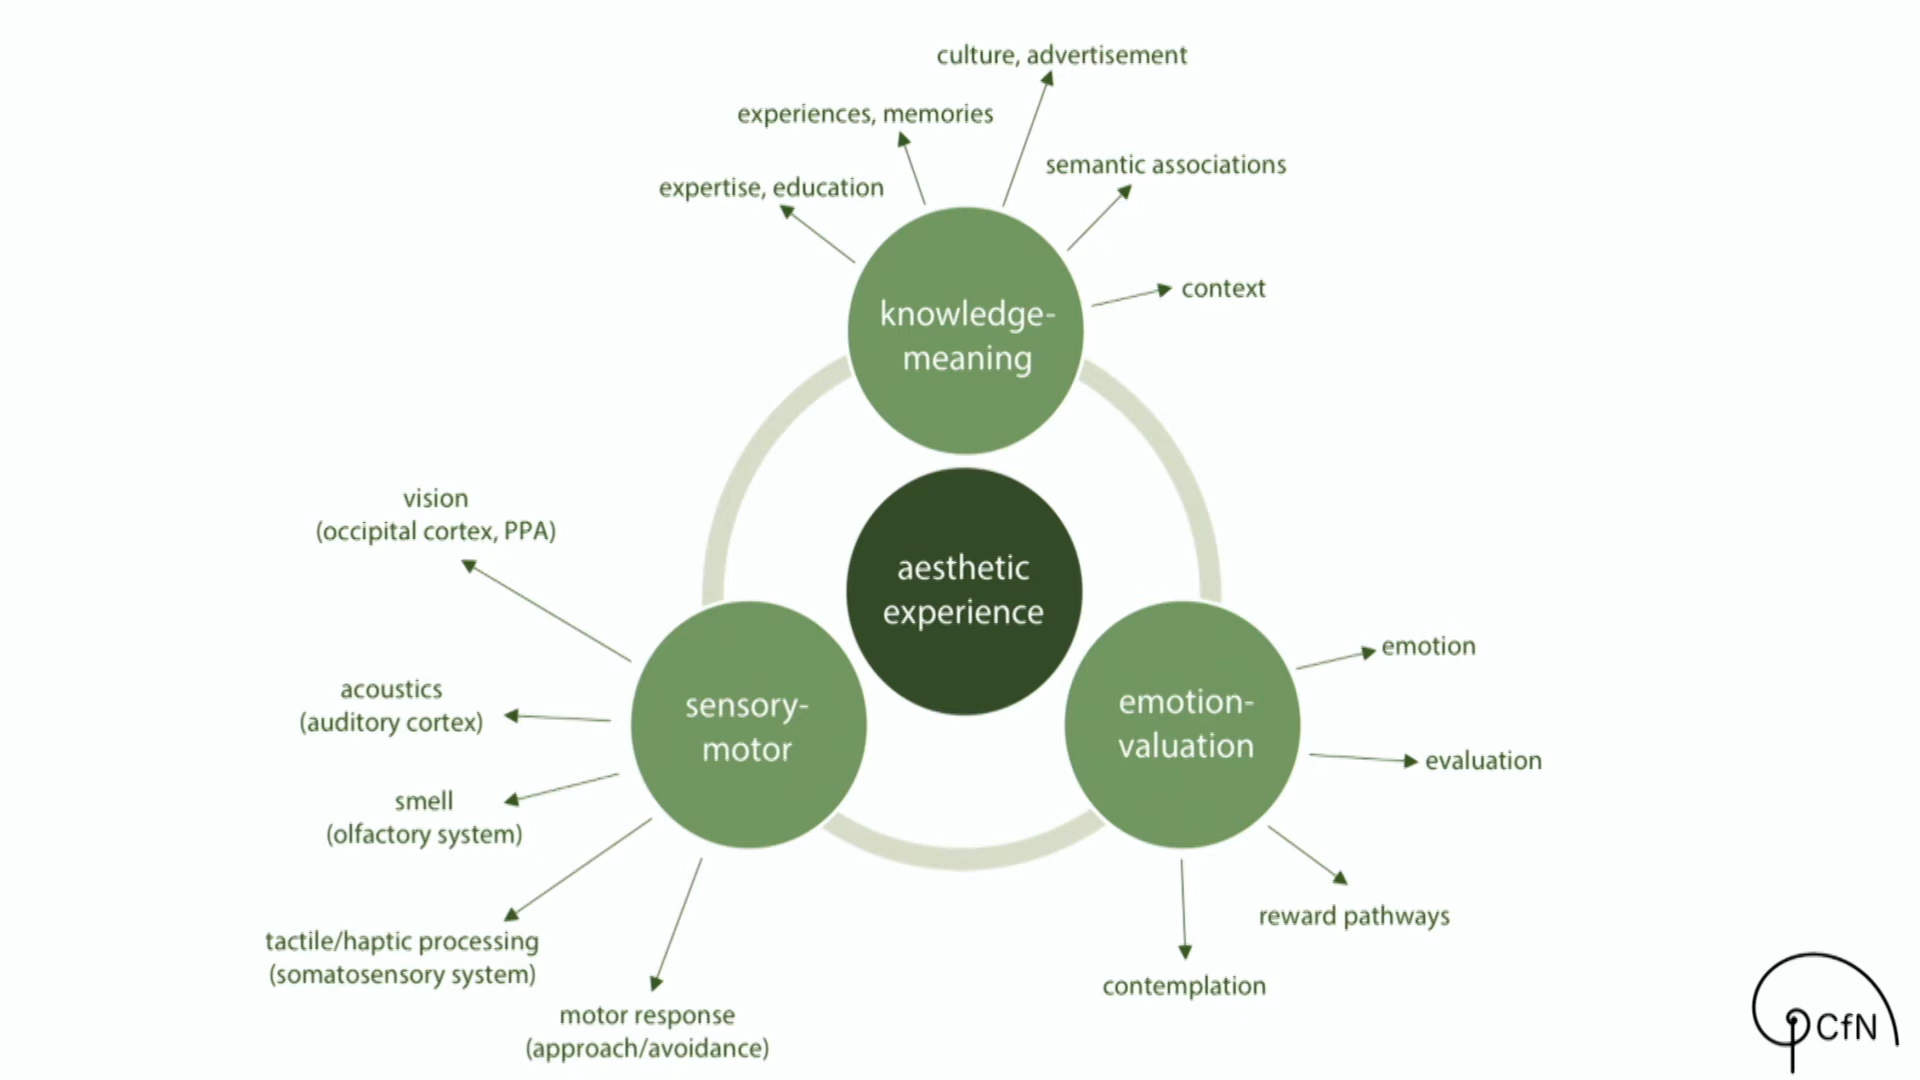 culture, advertisement
experiences, memories
semantic associations
expertise, education
context
knowledge-
meaning
vision
(occipital cortex, PPA)
aesthetic
experience
emotion
acoustics
(auditory cortex)
sensory-
motor
emotion-
valuation
evaluation
smell
(olfactory system)
reward pathways
tactile/haptic processing
(somatosensory system)
contemplation
motor response
(approach/avoidance)
CfN